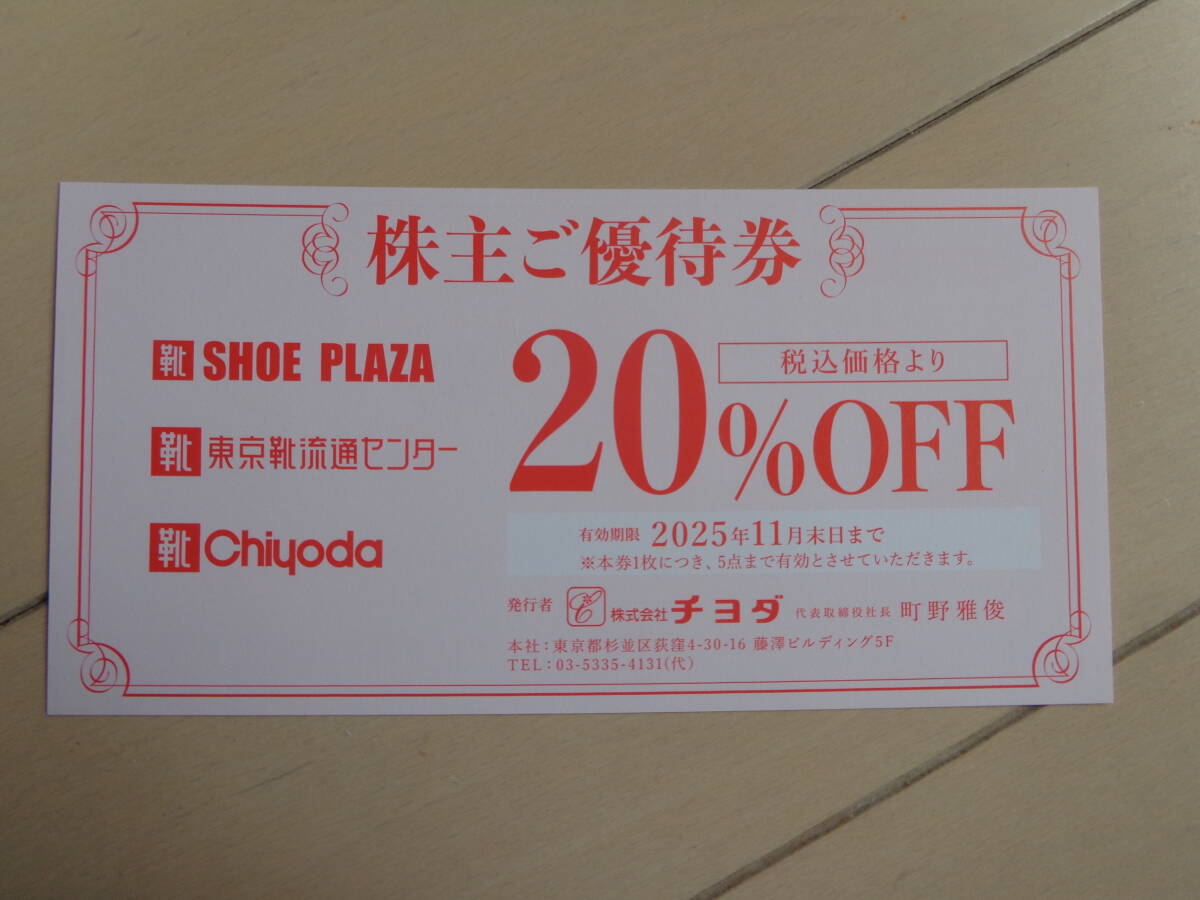 株主ご優待券
靴 SHOE PLAZA
靴 東京靴流通センター
靴 Chiyoda
税込価格より
20%OFF
有効期限 2025年11月末日まで
※本券1枚につき、5点まで有効とさせていただきます。
発行者 株式会社チヨダ 代表取締役社長 町野雅俊
本社：東京都杉並区荻窪4-30-16 藤澤ビルディング5F
TEL：03-5335-4131(代)